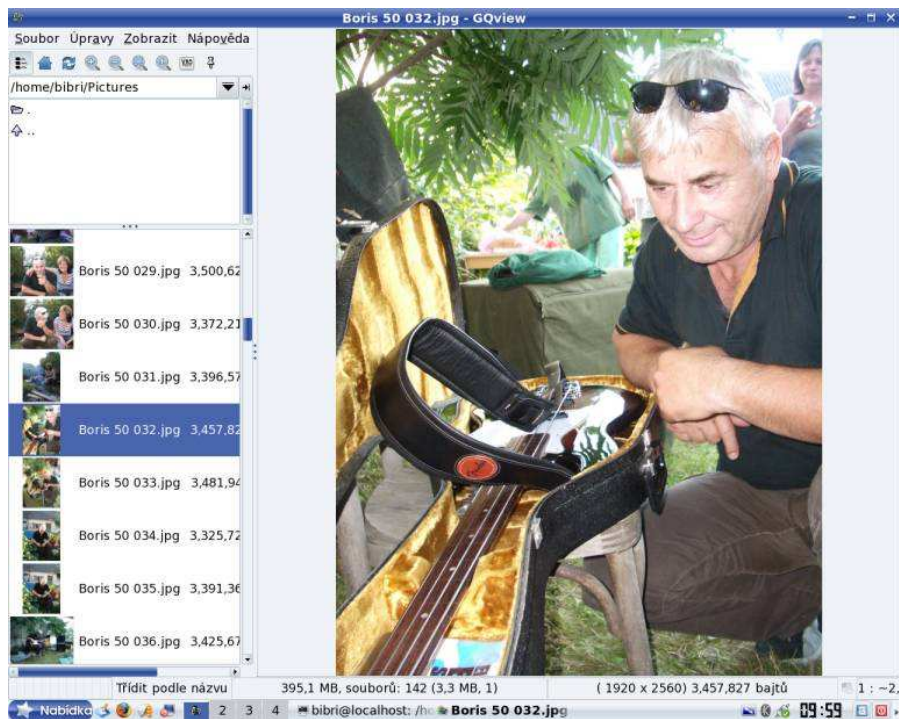 Boris 50 032.jpg - GQview
Soubor Úpravy Zobrazit Nápověda
/home/bibri/Pictures
.
..
Boris 50 029.jpg 3,500,62
Boris 50 030.jpg 3,372,21
Boris 50 031.jpg 3,396,57
Boris 50 032.jpg 3,457,82
Boris 50 033.jpg 3,481,94
Boris 50 034.jpg 3,325,72
Boris 50 035.jpg 3,391,36
Boris 50 036.jpg 3,425,67
Třídit podle názvu 395,1 MB, souborů: 142 (3,3 MB, 1) ( 1920 x 2560) 3,457,827 bajtů 1 : ~2,
Nabídka 2 3 4 bibri@localhost: /ho Boris 50 032.jpg 09:59